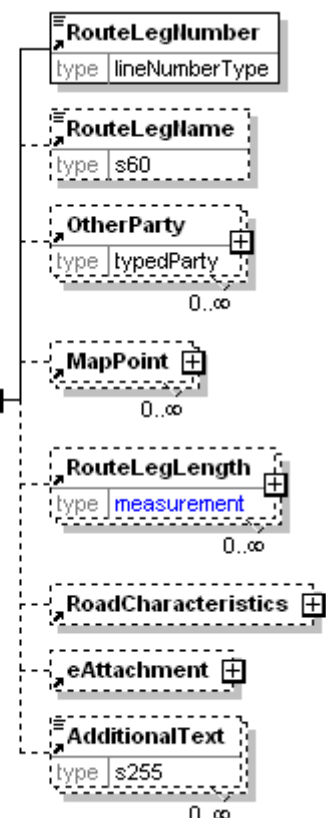 RouteLegNumber
type lineNumberType
RouteLegName
type s60
OtherParty
type typedParty
0..∞
MapPoint
0..∞
RouteLegLength
type measurement
0..∞
RoadCharacteristics
eAttachment
AdditionalText
type s255
0..∞